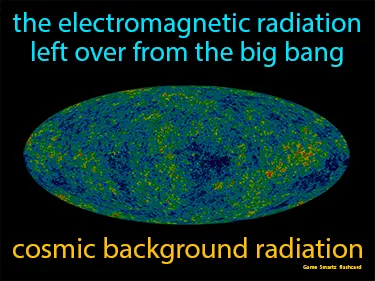 the electromagnetic radiation
left over from the big bang
cosmic background radiation
Game Smartz flashcard